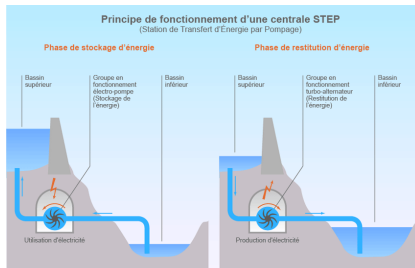 Principe de fonctionnement d'une centrale STEP
(Station de Transfert d'Énergie par Pompage)
Phase de stockage d'énergie
Bassin
supérieur
Groupe en
fonctionnement
électro-pompe
(Stockage de
l'énergie)
Bassin
inférieur
Utilisation d'électricité
Phase de restitution d'énergie
Bassin
supérieur
Groupe en
fonctionnement
turbo-alternateur
(Restitution de
l'énergie)
Bassin
inférieur
Production d'électricité